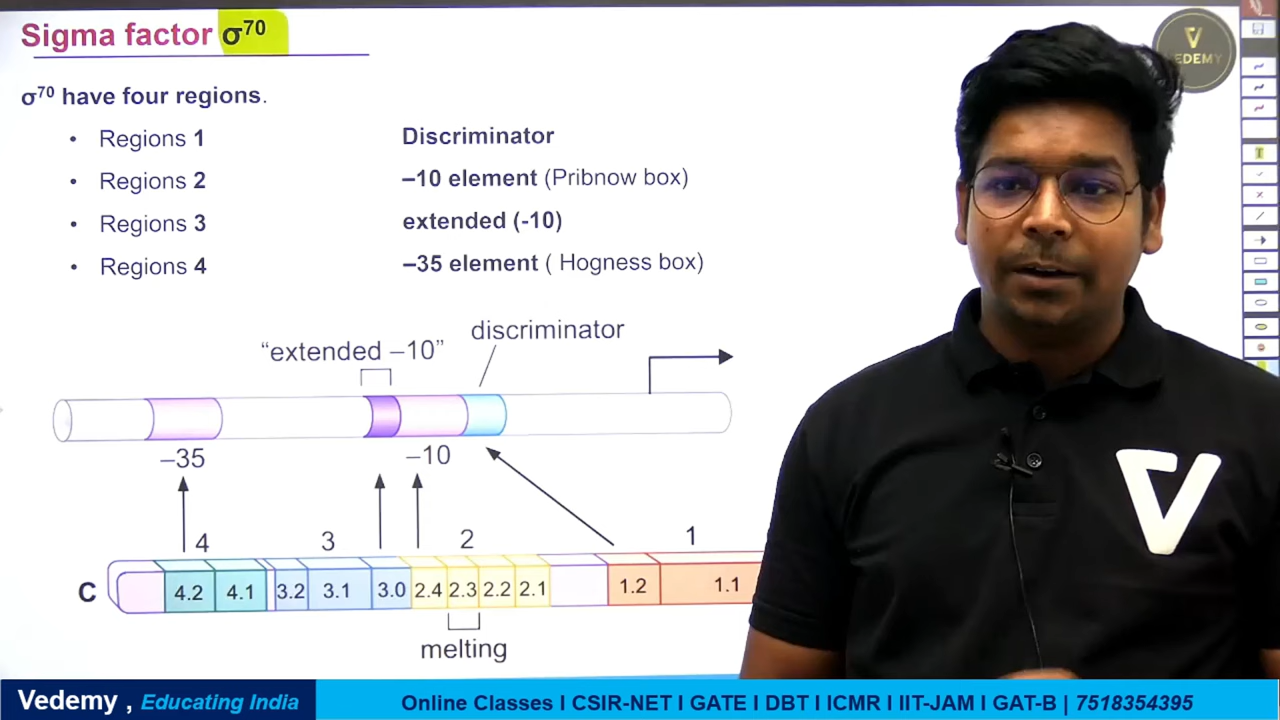 Sigma factor σ⁷⁰
VEDEMY
σ⁷⁰ have four regions.
• Regions 1 Discriminator
• Regions 2 –10 element (Pribnow box)
• Regions 3 extended (-10)
• Regions 4 –35 element ( Hogness box)
discriminator
“extended –10”
–35
–10
4 3 2 1
C 4.2 4.1 3.2 3.1 3.0 2.4 2.3 2.2 2.1 1.2 1.1
melting
Vedemy , Educating India
Online Classes I CSIR-NET I GATE I DBT I ICMR I IIT-JAM I GAT-B | 7518354395